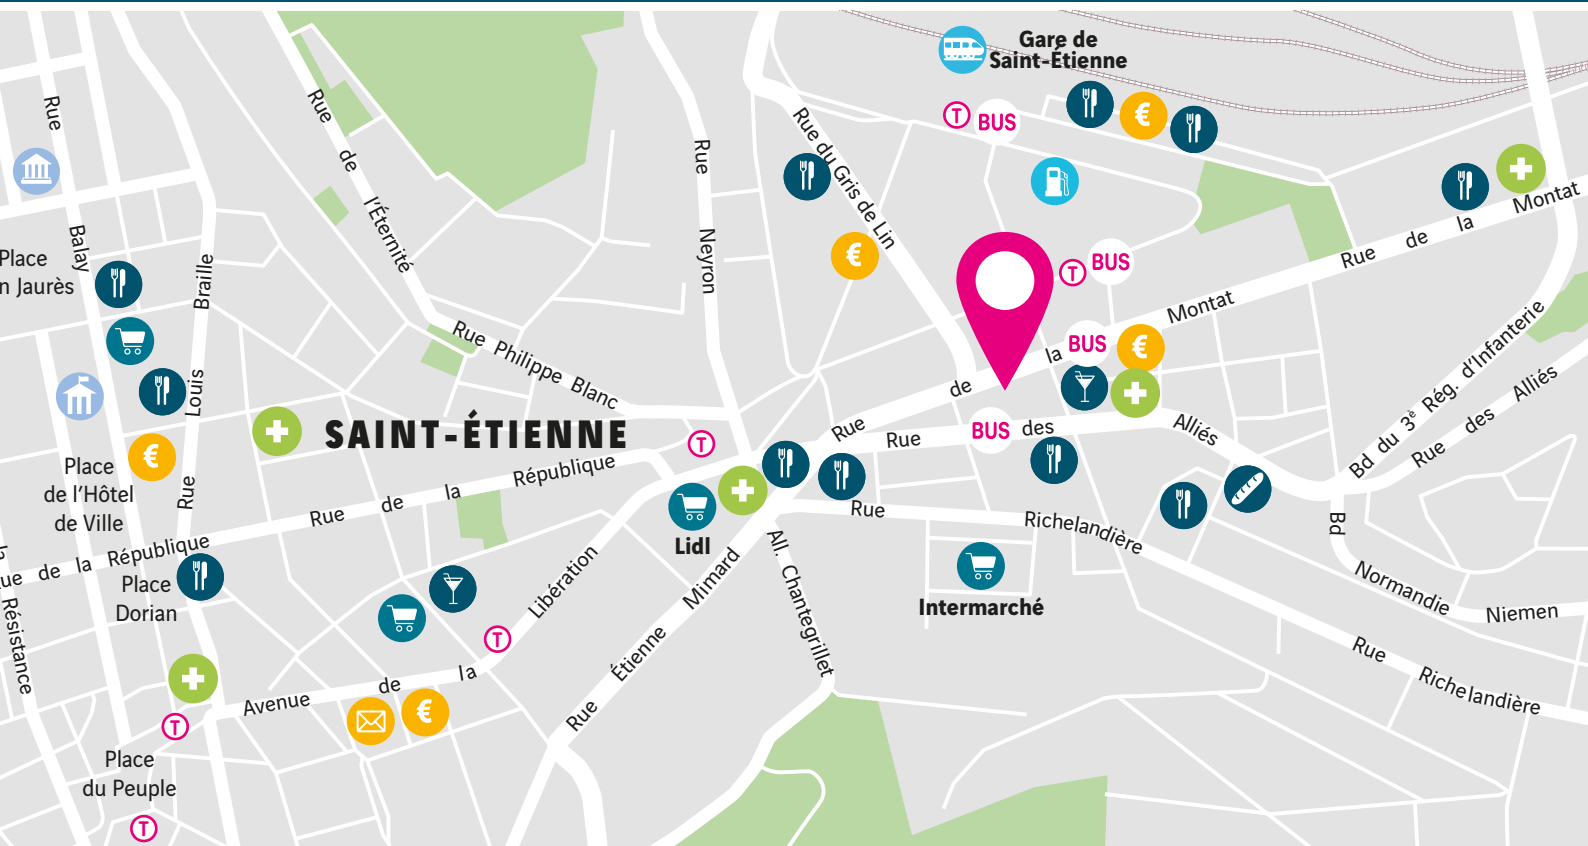 Gare de
Saint-Étienne
T
BUS
Rue
Rue
de
l'Éternité
Rue
Neyron
Rue du Gris de Lin
Montat
la
de
Rue
Place
n Jaurès
Balay
Braille
Louis
Rue
T
BUS
Montat
la
BUS
de
Rue
Rue
BUS
des
Alliés
Rue Philippe Blanc
Bd du 3è Rég. d'Infanterie
Rue des Alliés
SAINT-ÉTIENNE
T
Place
de l'Hôtel
de Ville
Rue de la République
ue de la République
Place
Dorian
la
Résistance
Lidl
Rue
Richelandière
Intermarché
Bd
Normandie
Niemen
Rue
Richelandière
All. Chantegrillet
Rue Étienne Mimard
T
Avenue de la Libération
T
Place
du Peuple
T
€
€
€
€
€